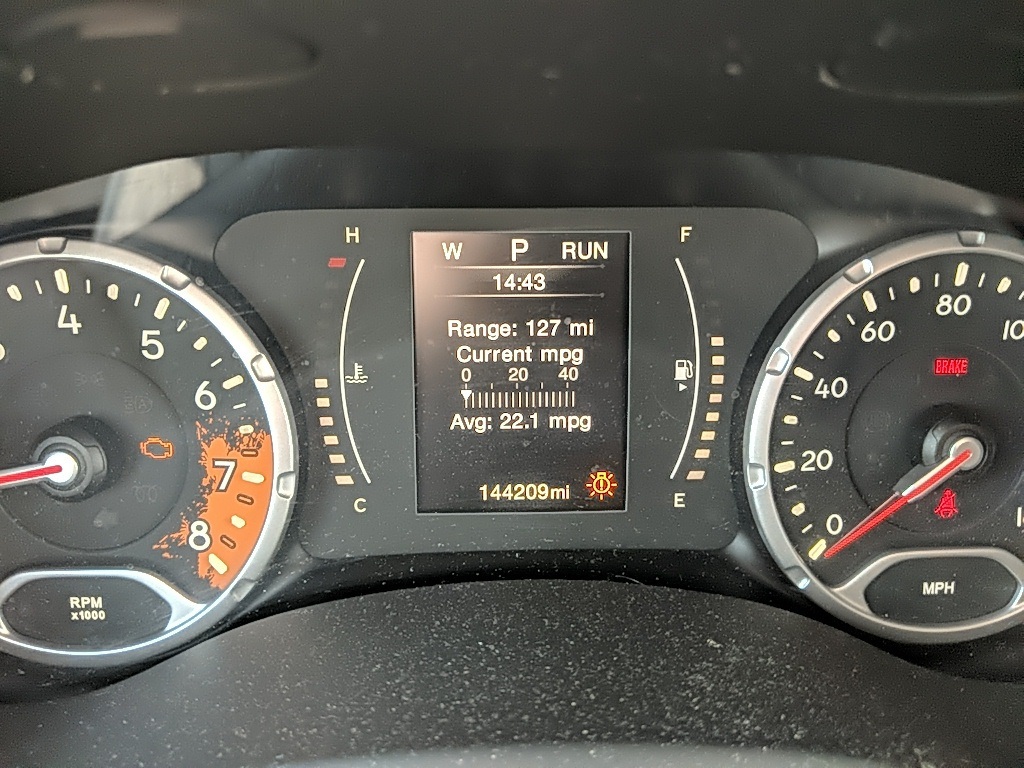 H
W P RUN
F
14:43
Range: 127 mi
Current mpg
0 20 40
Avg: 22.1 mpg
144209mi
C
E
4
5
6
7
8
RPM
x1000
0
20
40
60
80
BRAKE
MPH